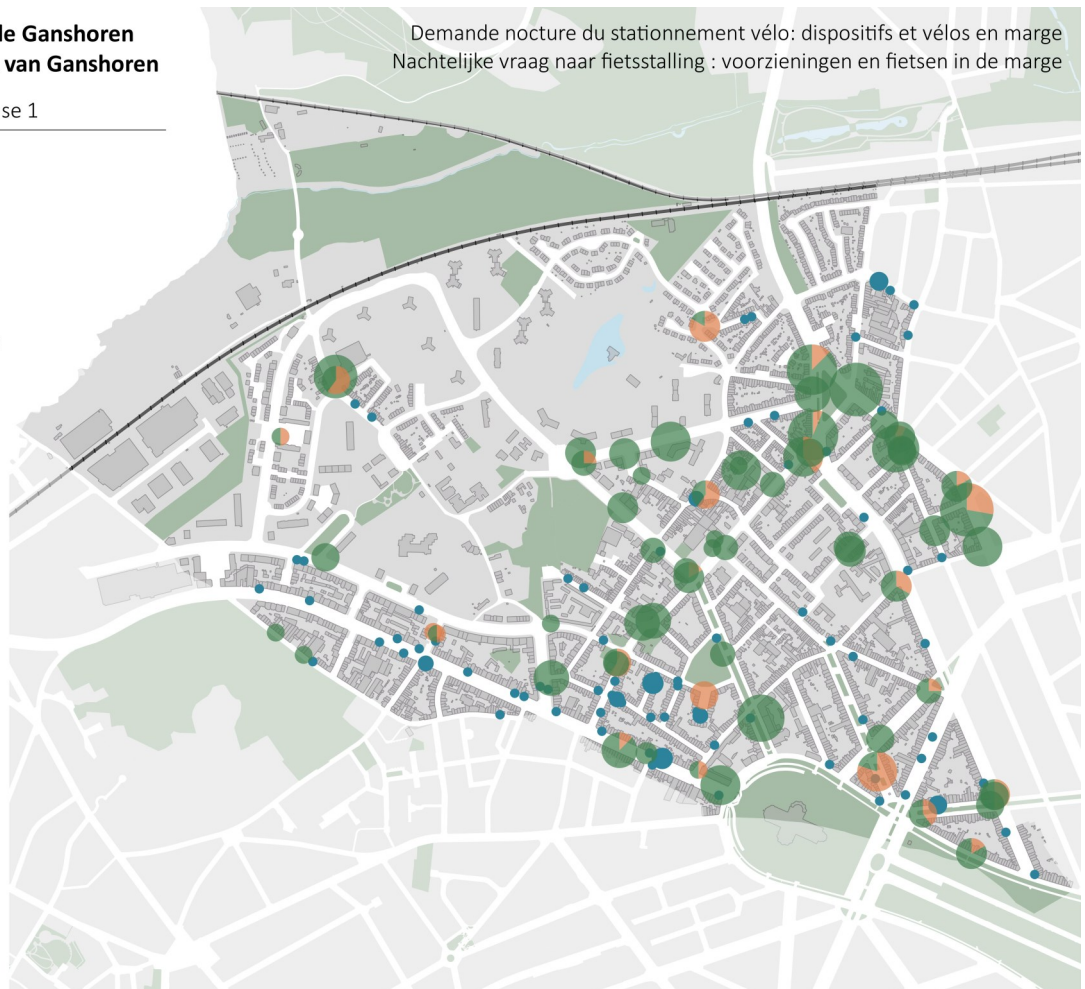 de Ganshoren
van Ganshoren
se 1
Demande nocture du stationnement vélo: dispositifs et vélos en marge
Nachtelijke vraag naar fietsstalling : voorzieningen en fietsen in de marge